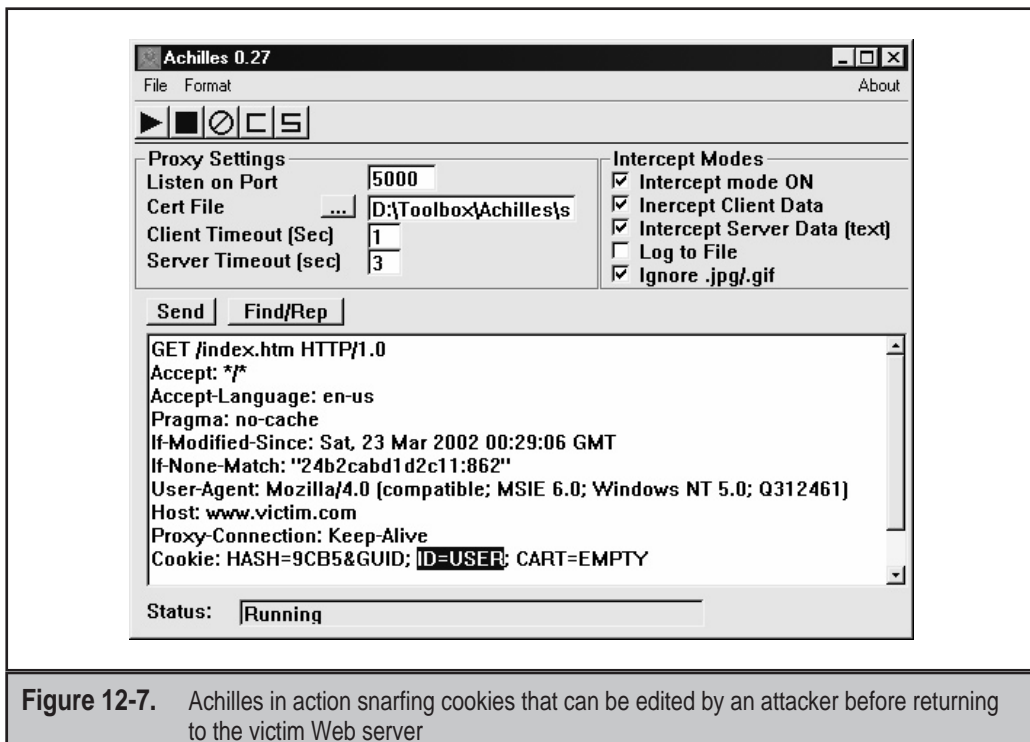 Achilles 0.27
File Format About
Proxy Settings
Listen on Port 5000
Cert File ... D:\Toolbox\Achilles\s
Client Timeout (Sec) 1
Server Timeout (sec) 3
Intercept Modes
Intercept mode ON
Inercept Client Data
Intercept Server Data (text)
Log to File
Ignore .jpg/.gif
Send Find/Rep
GET /index.htm HTTP/1.0
Accept: */*
Accept-Language: en-us
Pragma: no-cache
If-Modified-Since: Sat, 23 Mar 2002 00:29:06 GMT
If-None-Match: "24b2cabd1d2c11:862"
User-Agent: Mozilla/4.0 (compatible; MSIE 6.0; Windows NT 5.0; Q312461)
Host: www.victim.com
Proxy-Connection: Keep-Alive
Cookie: HASH=9CB5&GUID; ID=USER; CART=EMPTY
Status: Running
Figure 12-7. Achilles in action snarfing cookies that can be edited by an attacker before returning
to the victim Web server